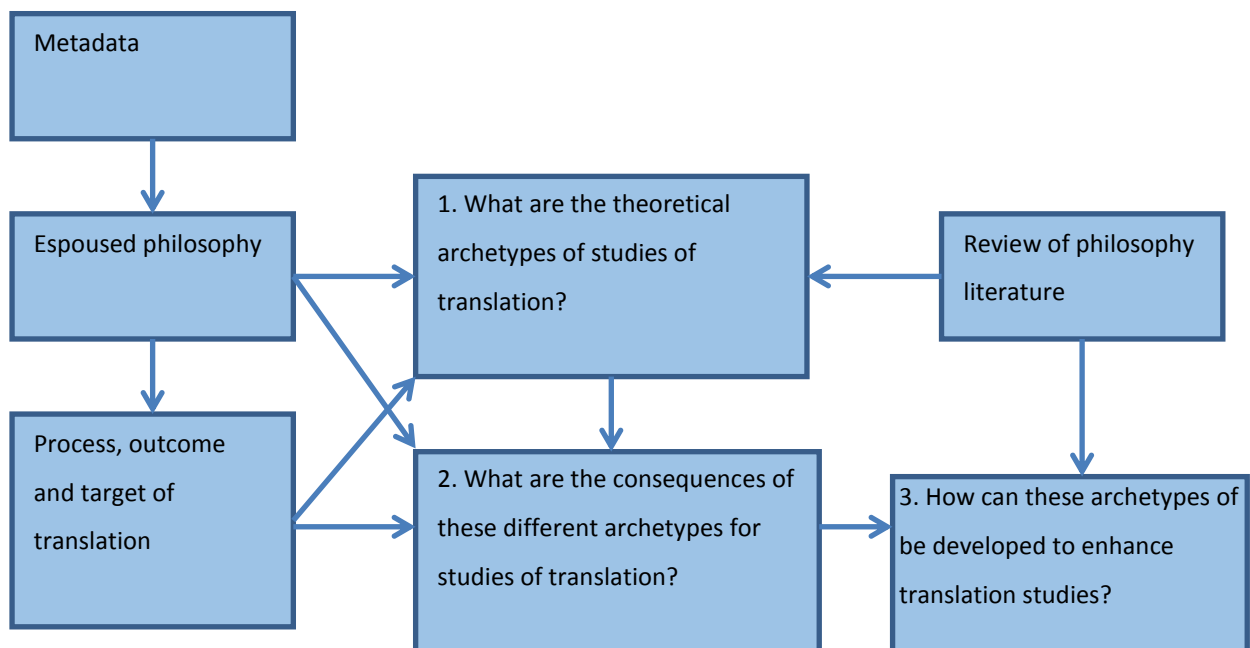 Metadata
Espoused philosophy
Process, outcome
and target of
translation
1. What are the theoretical
archetypes of studies of
translation?
2. What are the consequences of
these different archetypes for
studies of translation?
Review of philosophy
literature
3. How can these archetypes of
be developed to enhance
translation studies?